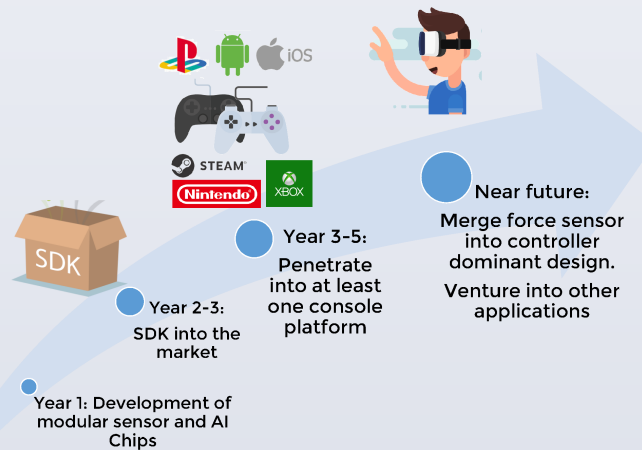 iOS
STEAM™
Nintendo
XBOX
SDK
Near future:
Merge force sensor
into controller
dominant design.
Venture into other
applications
Year 3-5:
Penetrate
into at least
one console
platform
Year 2-3:
SDK into the
market
Year 1: Development of
modular sensor and AI
Chips